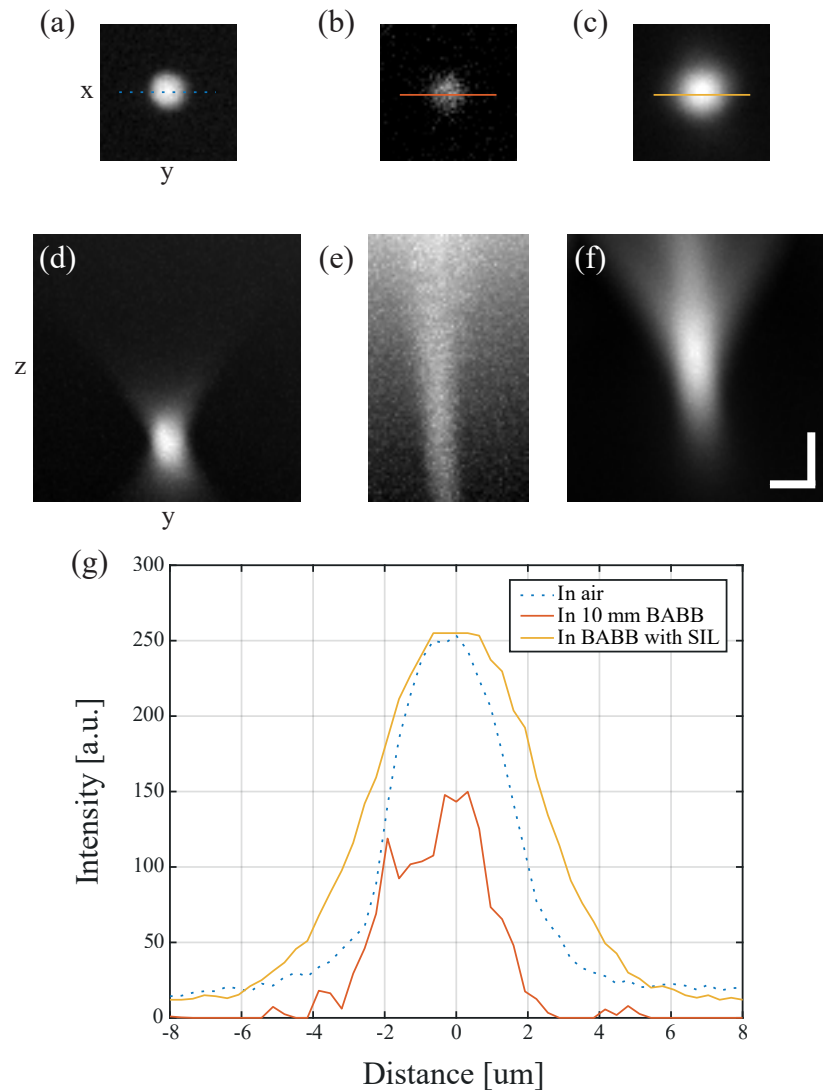 (a)
(b)
(c)
x
y
(d)
(e)
(f)
z
y
(g)
300
250
200
150
100
50
0
Intensity [a.u.]
In air
In 10 mm BABB
In BABB with SIL
-8
-6
-4
-2
0
2
4
6
8
Distance [um]